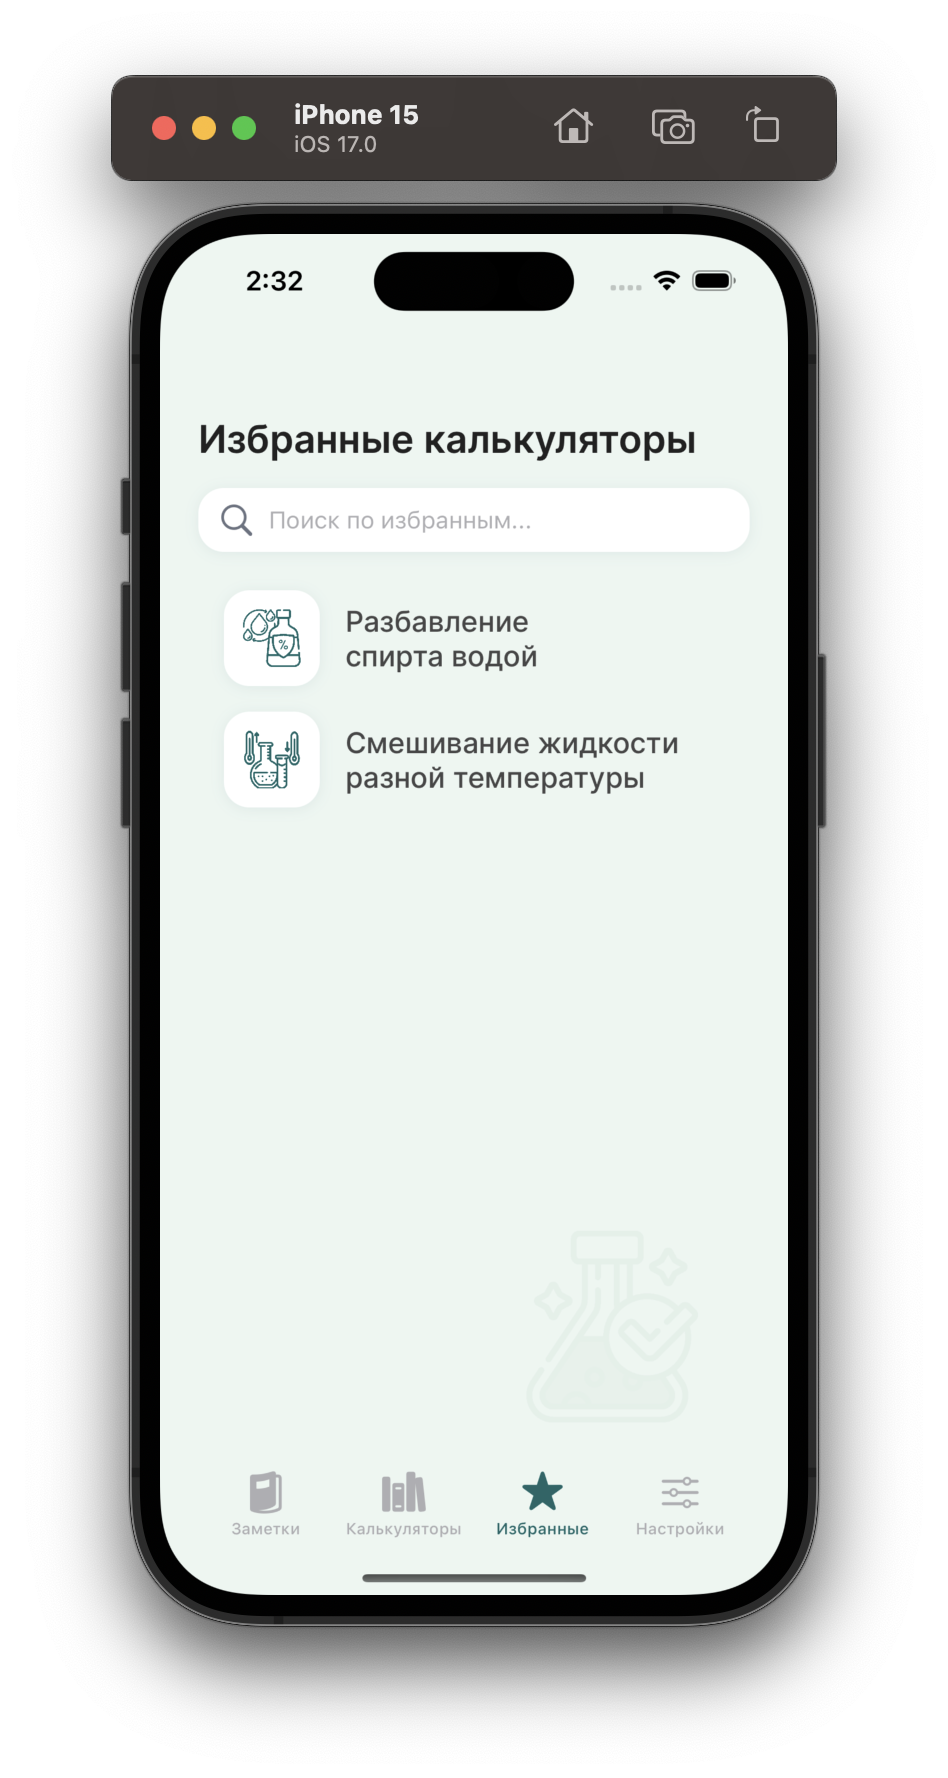 iPhone 15
iOS 17.0
2:32
Избранные калькуляторы
Поиск по избранным...
%
Разбавление
спирта водой
Смешивание жидкости
разной температуры
Заметки
Калькуляторы
Избранные
Настройки